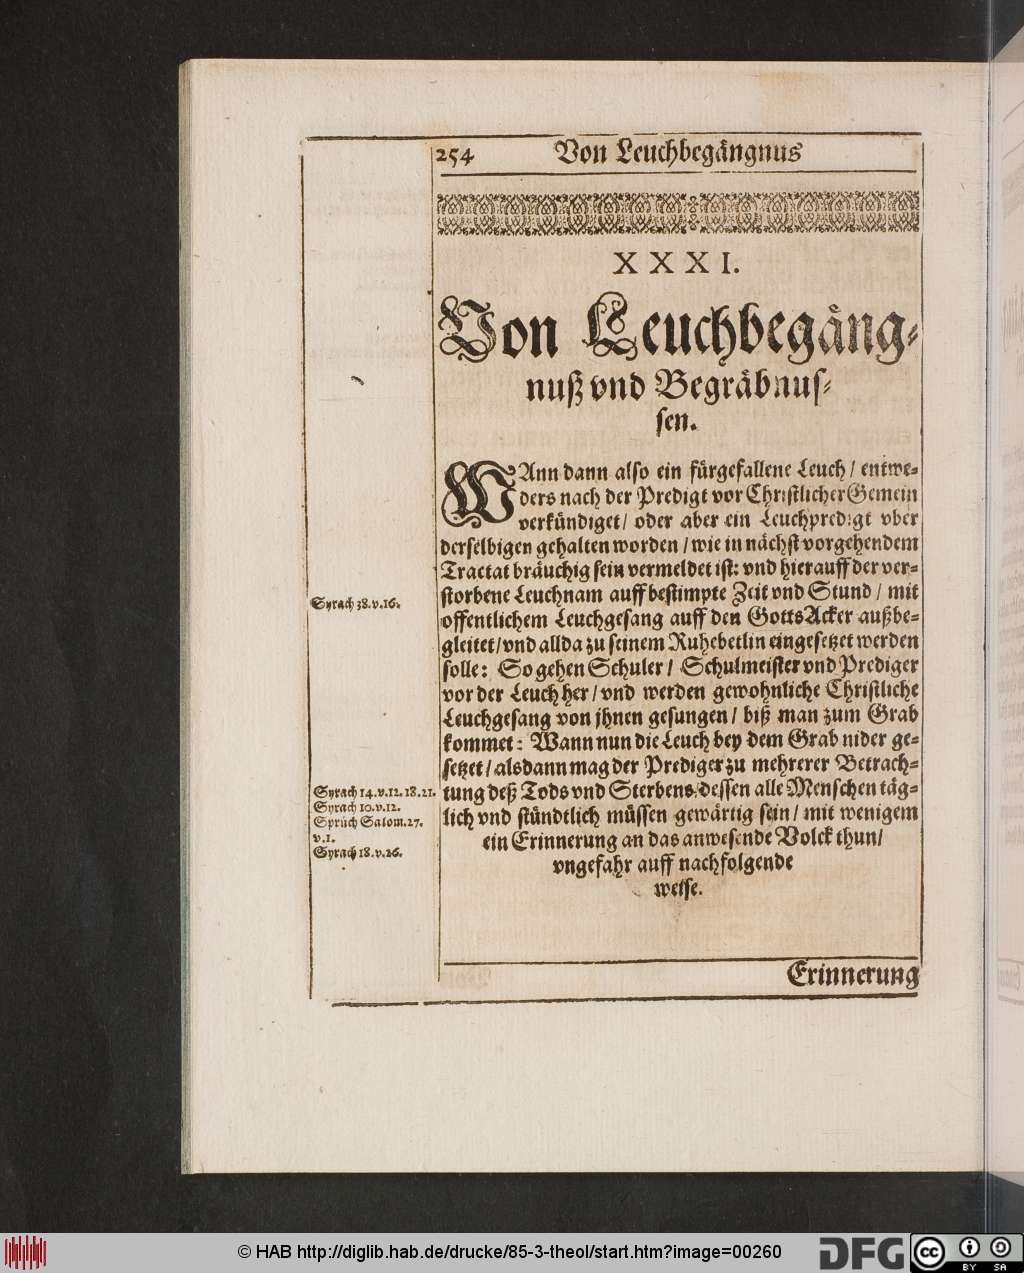 254 Von Leuchbegängnus
XXXI.
Von Leuchbegäng-
nuß vnd Begräbnus-
sen.
WAnn dann also ein fürgefallene Leuch / entwe-
ders nach der Predigt vor Christlicher Gemein
verkündiget / oder aber ein Leuchpredigt vber
derselbigen gehalten worden / wie in nächst vorgehendem
Tractat bräuchig sein vermeldet ist: vnd hierauff der ver-
storbene Leuchnam auff bestimpte Zeit vnd Stund / mit
offentlichem Leuchgesang auff den GottsAcker außbe-
gleitet / vnd allda zu seinem Ruhebetlin eingesetzet werden
solle: So gehen Schuler / Schulmeister vnd Prediger
vor der Leuch her / vnd werden gewohnliche Christliche
Leuchgesang von jhnen gesungen / biß man zum Grab
kommet: Wann nun die Leuch bey dem Grab nider ge-
setzet / alsdann mag der Prediger zu mehrerer Betrach-
tung deß Tods vnd Sterbens, dessen alle Menschen täg-
lich vnd stündtlich müssen gewärtig sein / mit wenigem
ein Erinnerung an das anwesende Volck thun /
vngefahr auff nachfolgende
weise.
Syrach 38.v.16.
Syrach 14.v.12.18.21.
Syrach 10.v.12.
Sprüch Salom.27.
v.1.
Syrach 18.v.26.
Erinnerung
© HAB http://diglib.hab.de/drucke/85-3-theol/start.htm?image=00260
DFG
cc
BY SA